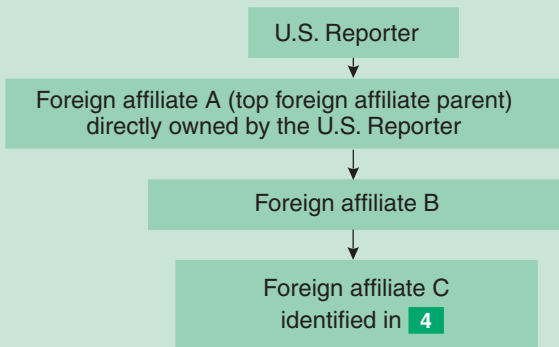 U.S. Reporter
Foreign affiliate A (top foreign affiliate parent)
directly owned by the U.S. Reporter
Foreign affiliate B
Foreign affiliate C
identified in 4